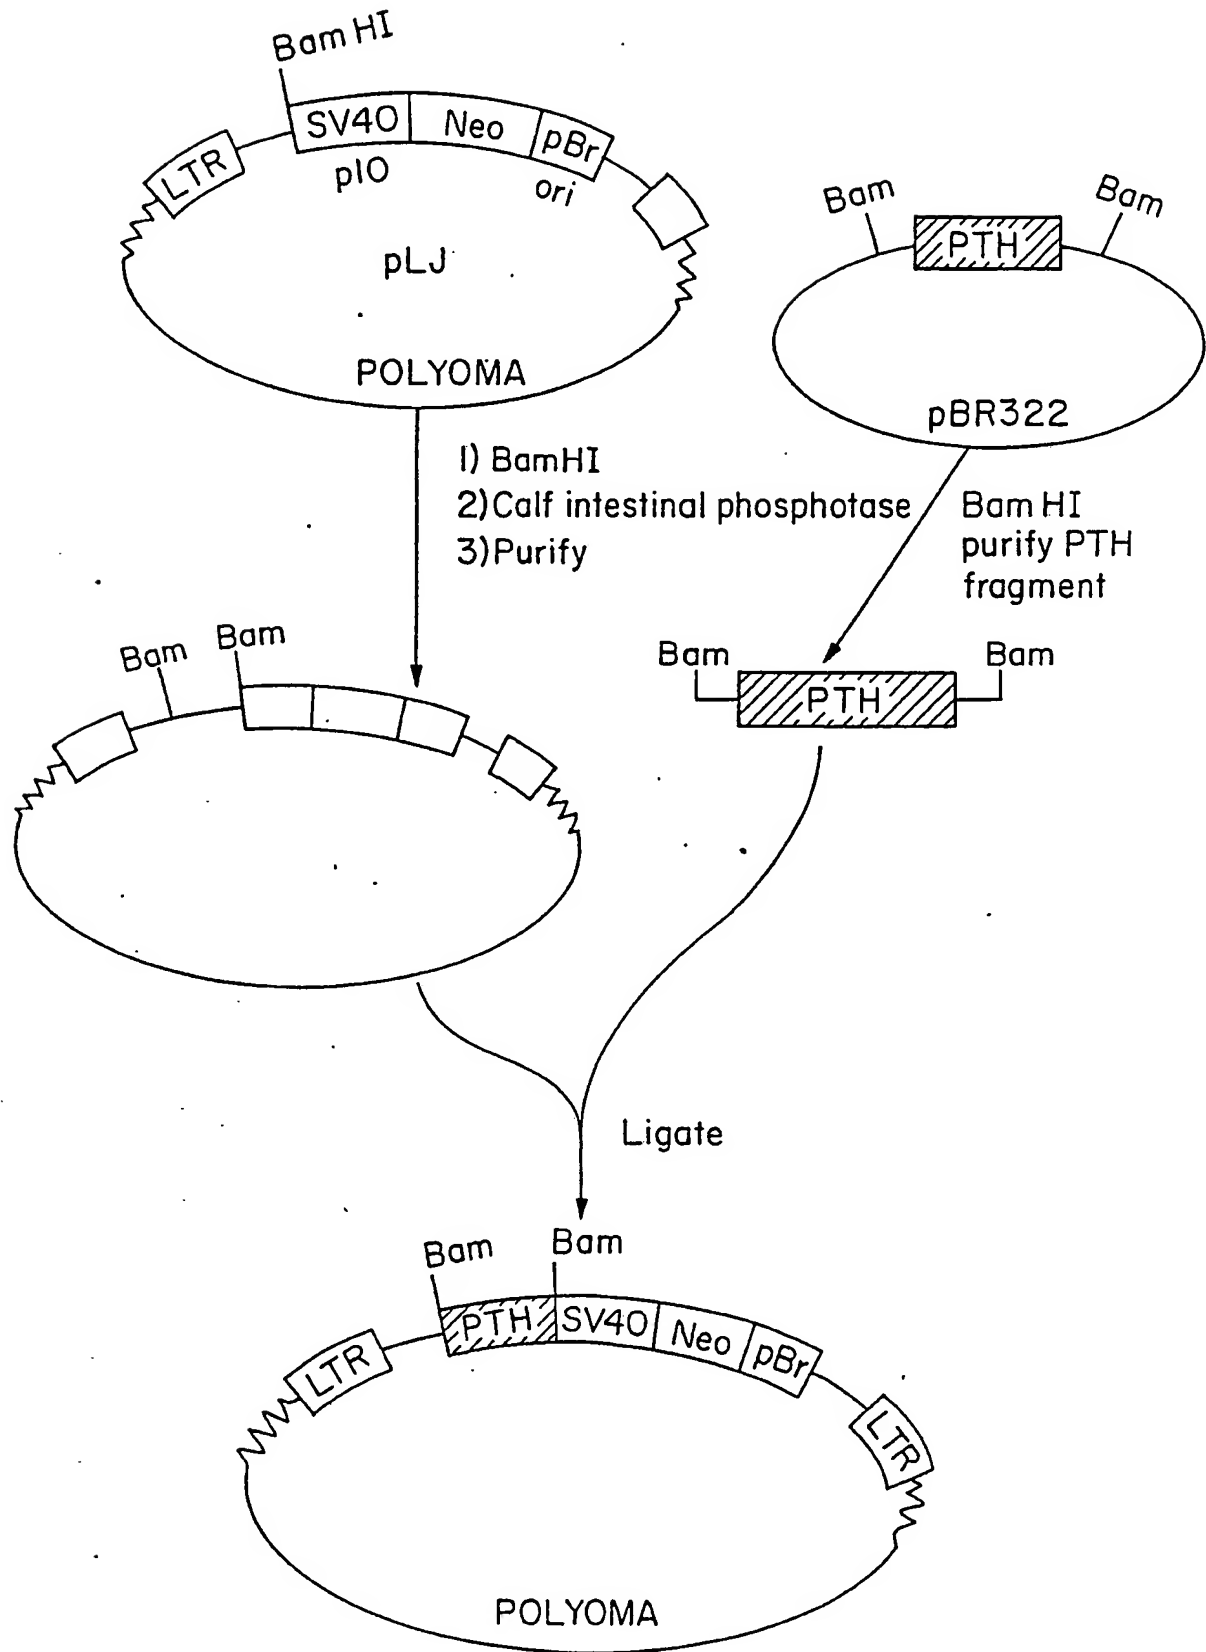 Bam HI
LTR
SV40
Neo
pBr
p10
ori
pLJ
POLYOMA
Bam
PTH
Bam
pBR322
1) BamHI
2) Calf intestinal phosphotase
3) Purify
Bam HI
purify PTH
fragment
Bam
Bam
Bam
PTH
Bam
Ligate
Bam
Bam
LTR
PTH
SV40
Neo
pBr
LTR
POLYOMA